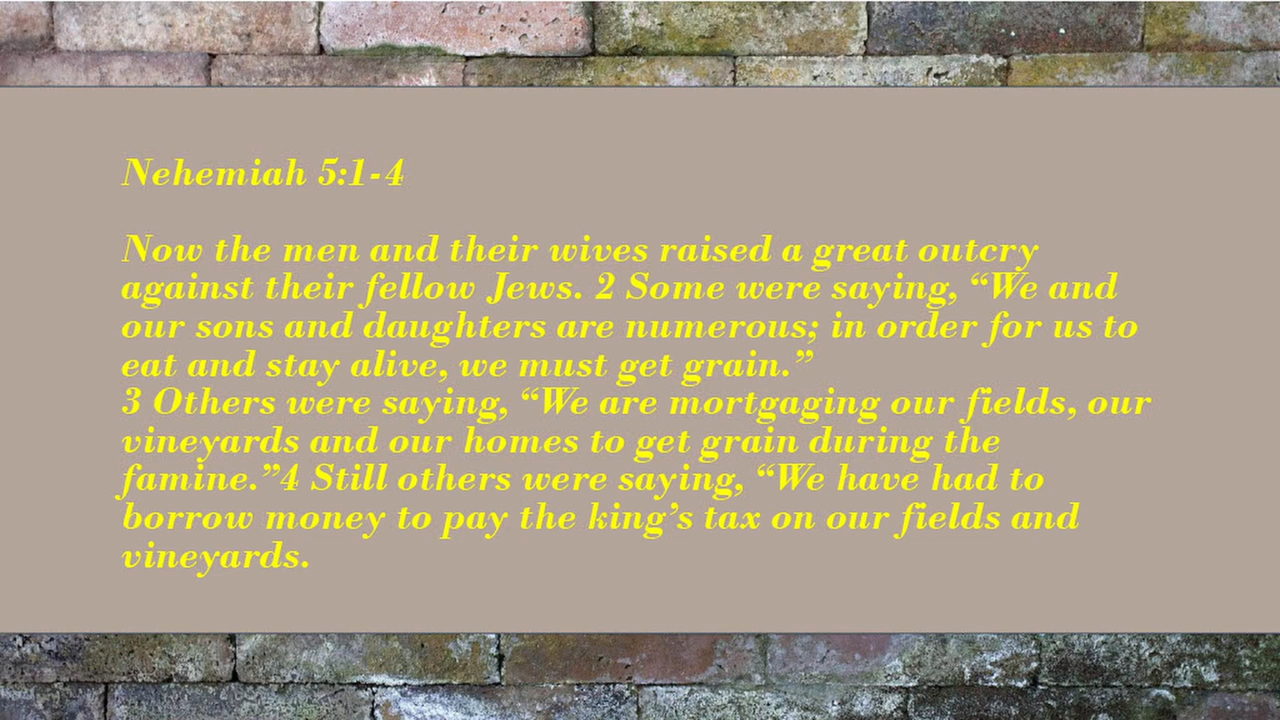 Nehemiah 5:1-4
Now the men and their wives raised a great outcry
against their fellow Jews. 2 Some were saying, “We and
our sons and daughters are numerous; in order for us to
eat and stay alive, we must get grain.”
3 Others were saying, “We are mortgaging our fields, our
vineyards and our homes to get grain during the
famine.”4 Still others were saying, “We have had to
borrow money to pay the king’s tax on our fields and
vineyards.